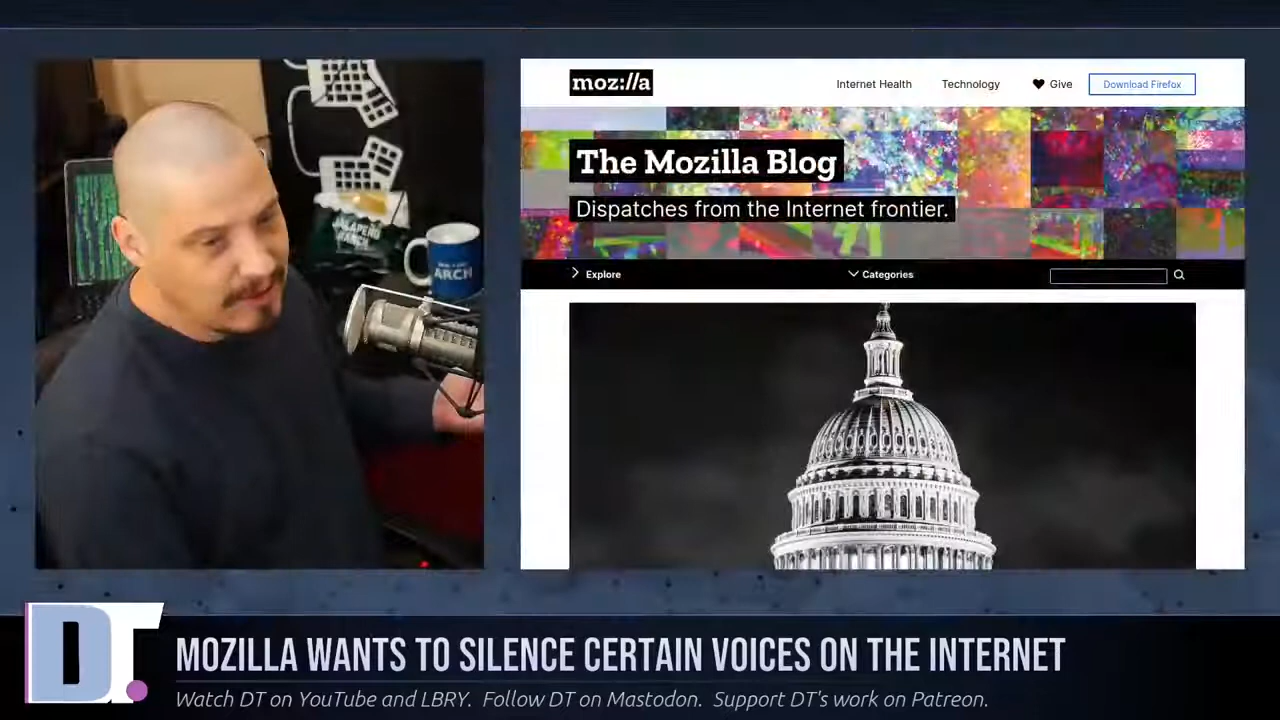 JALAPEÑO
RANCH
ARCH
moz://a
Internet Health
Technology
Give
Download Firefox
The Mozilla Blog
Dispatches from the Internet frontier.
Explore
Categories
DT.
MOZILLA WANTS TO SILENCE CERTAIN VOICES ON THE INTERNET
Watch DT on YouTube and LBRY. Follow DT on Mastodon. Support DT's work on Patreon.